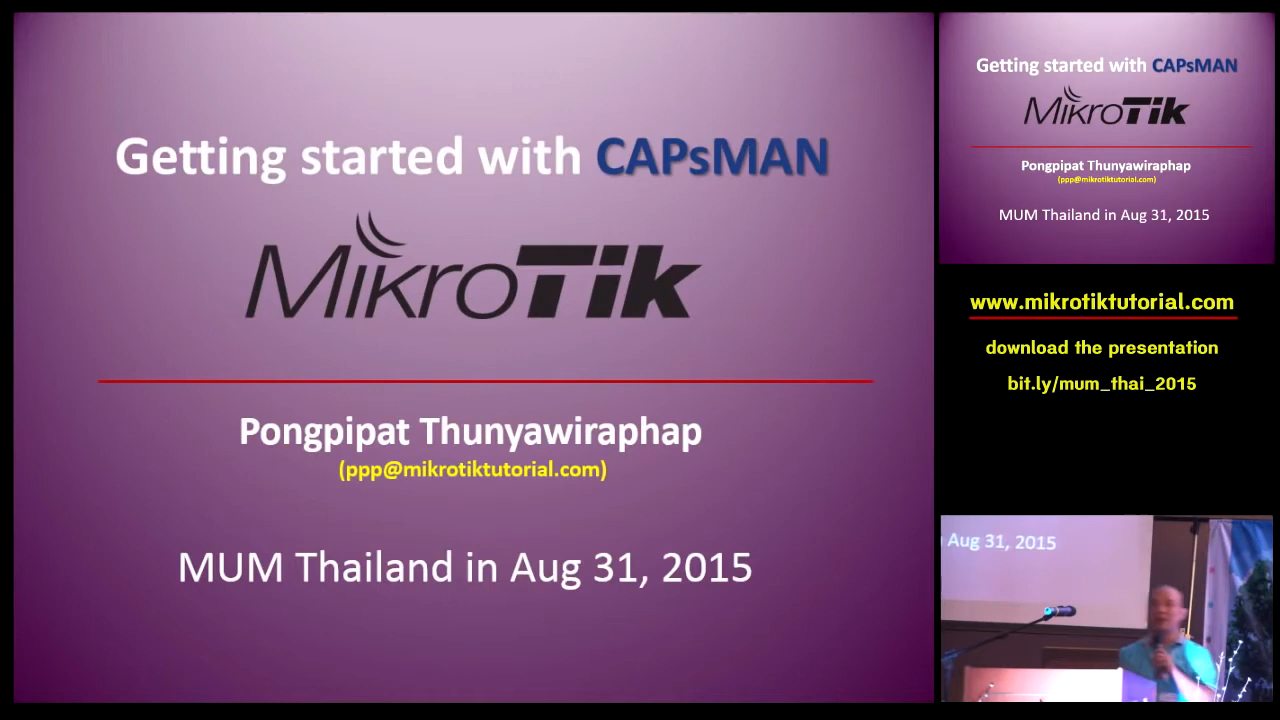 Getting started with CAPsMAN
MikroTik
Pongpipat Thunyawiraphap
(ppp@mikrotiktutorial.com)
MUM Thailand in Aug 31, 2015
Getting started with CAPsMAN
MikroTik
Pongpipat Thunyawiraphap
(ppp@mikrotiktutorial.com)
MUM Thailand in Aug 31, 2015
www.mikrotiktutorial.com
download the presentation
bit.ly/mum_thai_2015
Aug 31, 2015